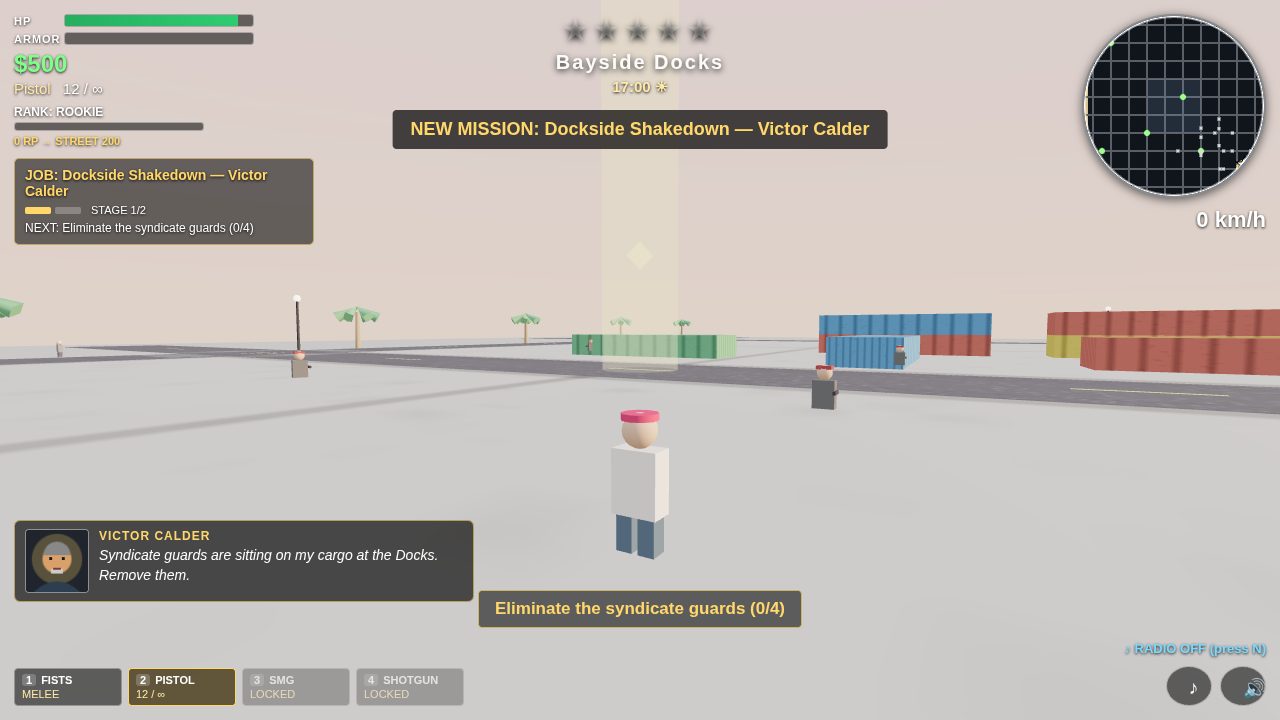 HP
ARMOR
$500
Pistol 12 / ∞
RANK: ROOKIE
0 RP → STREET 200
JOB: Dockside Shakedown — Victor
Calder
STAGE 1/2
NEXT: Eliminate the syndicate guards (0/4)
★★★★★
Bayside Docks
17:00 ☀
NEW MISSION: Dockside Shakedown — Victor Calder
0 km/h
VICTOR CALDER
Syndicate guards are sitting on my cargo at the Docks.
Remove them.
Eliminate the syndicate guards (0/4)
♪ RADIO OFF (press N)
1 FISTS
MELEE
2 PISTOL
12 / ∞
3 SMG
LOCKED
4 SHOTGUN
LOCKED